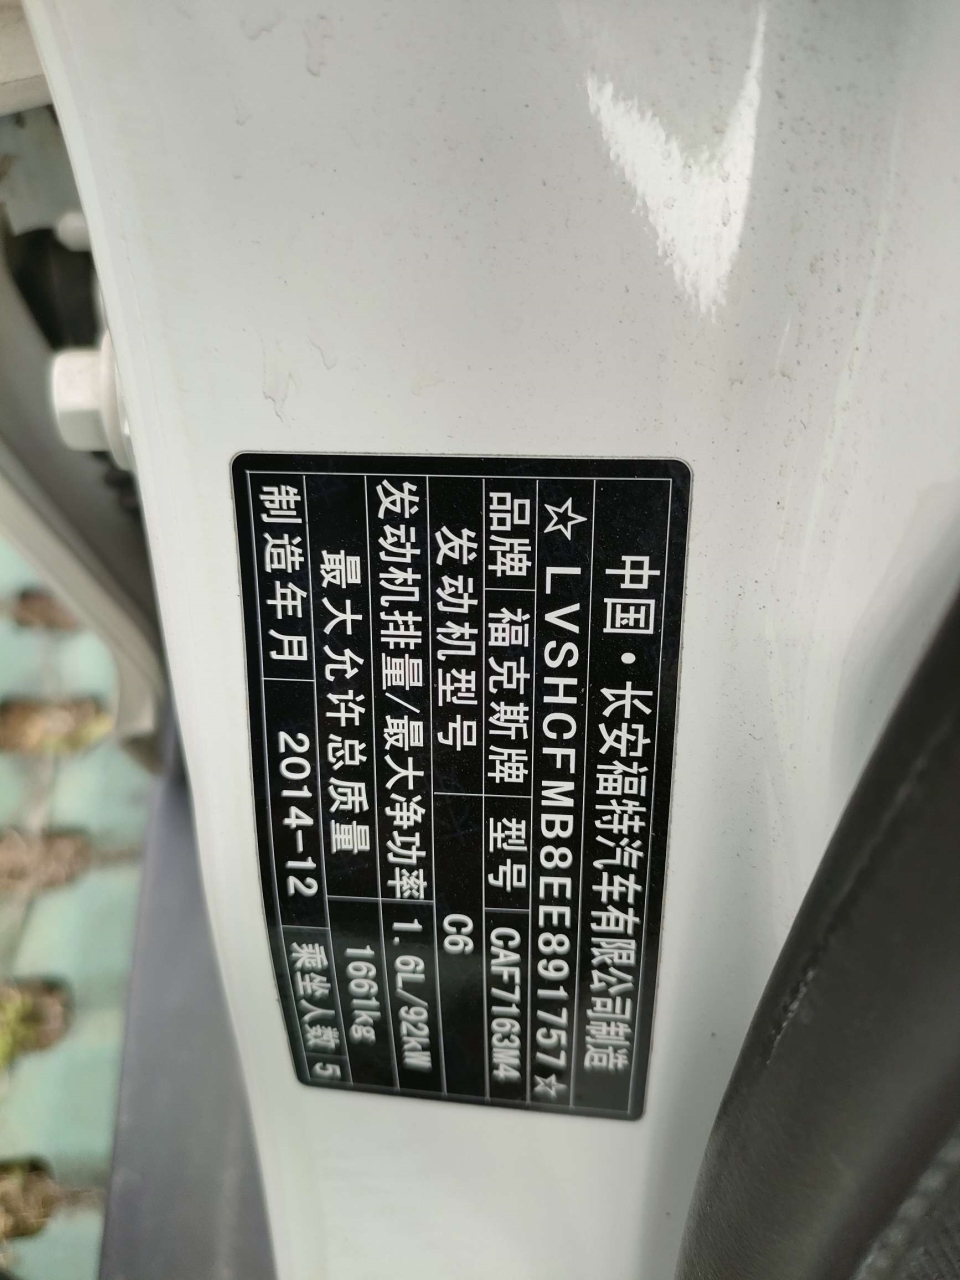 中国·长安福特汽车有限公司制造
☆LVSHCFMB8EE891757☆
品牌 福克斯牌 型号 CAF7163M4
发动机型号 C6
发动机排量/最大净功率 1.6L/92kW
最大允许总质量 1661kg
制造年月 2014-12 乘坐人数 5